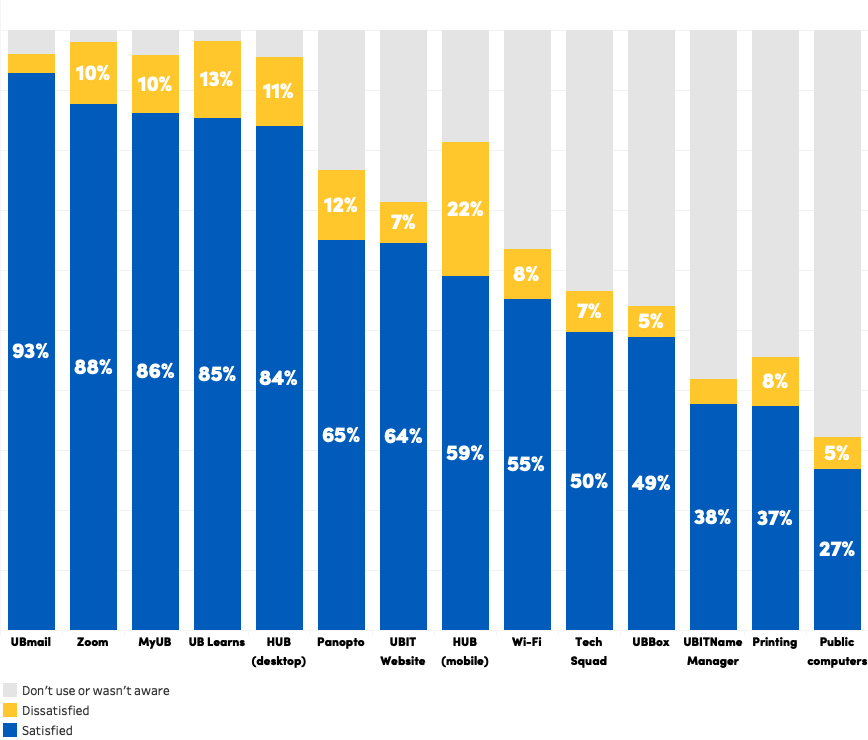 10%
10%
13%
11%
12%
7%
22%
8%
7%
5%
8%
5%
93%
88%
86%
85%
84%
65%
64%
59%
55%
50%
49%
38%
37%
27%
UBmail
Zoom
MyUB
UB Learns
HUB
(desktop)
Panopto
UBIT
Website
HUB
(mobile)
Wi-Fi
Tech
Squad
UBBox
UBITName
Manager
Printing
Public
computers
Don't use or wasn't aware
Dissatisfied
Satisfied